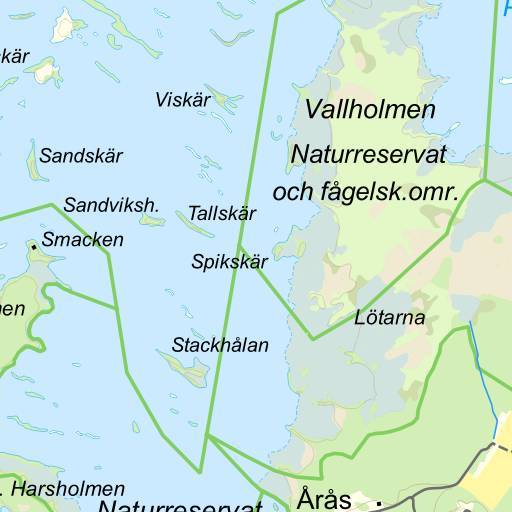 Viskär
Vallholmen
Sandskär
Naturreservat
och fågelsk.omr.
Sandviksh.
Tallskär
Smacken
Spikskär
Lötarna
Stackhålan
Harsholmen
Årås
Naturreservat